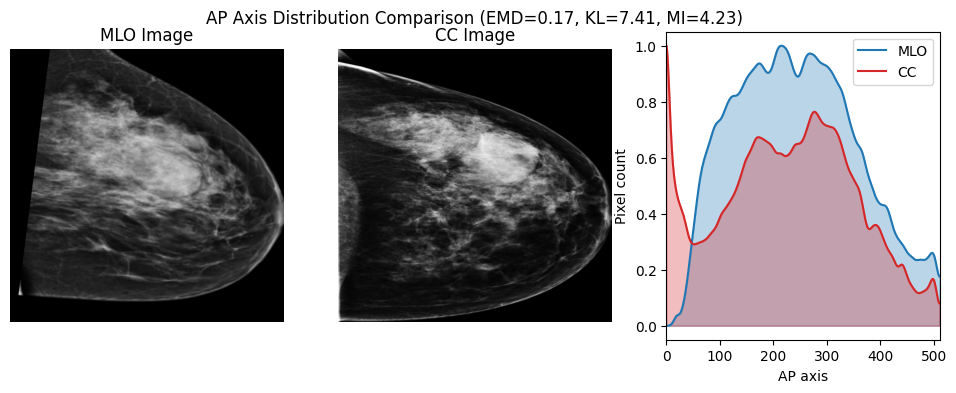 AP Axis Distribution Comparison (EMD=0.17, KL=7.41, MI=4.23)
MLO Image
CC Image
MLO
CC
1.0
0.8
0.6
0.4
0.2
0.0
Pixel count
0 100 200 300 400 500
AP axis